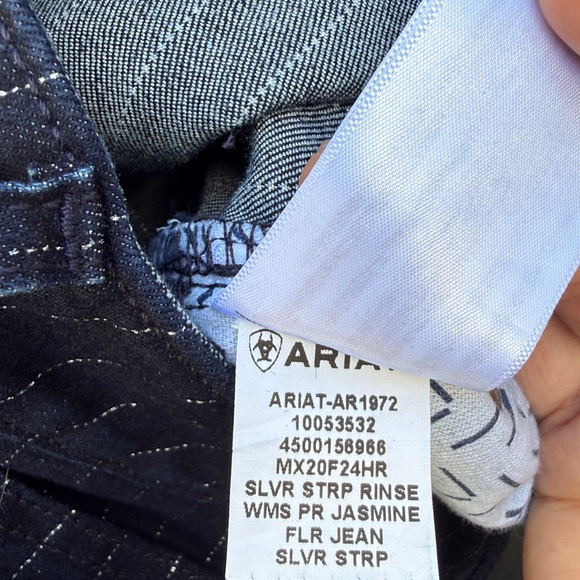 ARIAT
ARIAT-AR1972
10053532
4500156966
MX20F24HR
SLVR STRP RINSE
WMS PR JASMINE
FLR JEAN
SLVR STRP